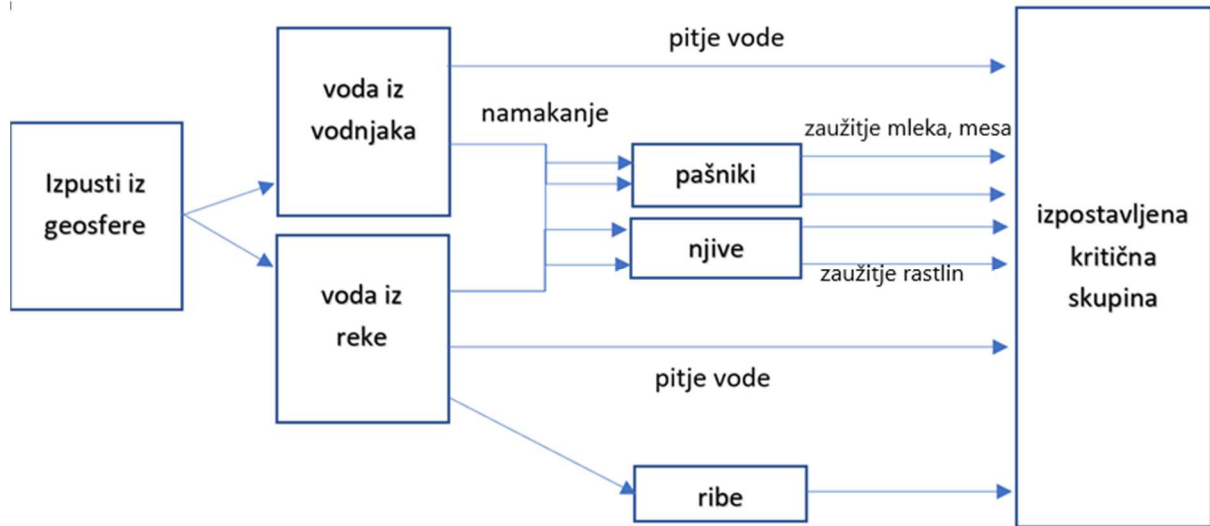 Izpusti iz
geosfere
voda iz
vodnjaka
voda iz
reke
pitje vode
namakanje
pašniki
zaužitje mleka, mesa
njive
zaužitje rastlin
pitje vode
ribe
izpostavljena
kritična
skupina